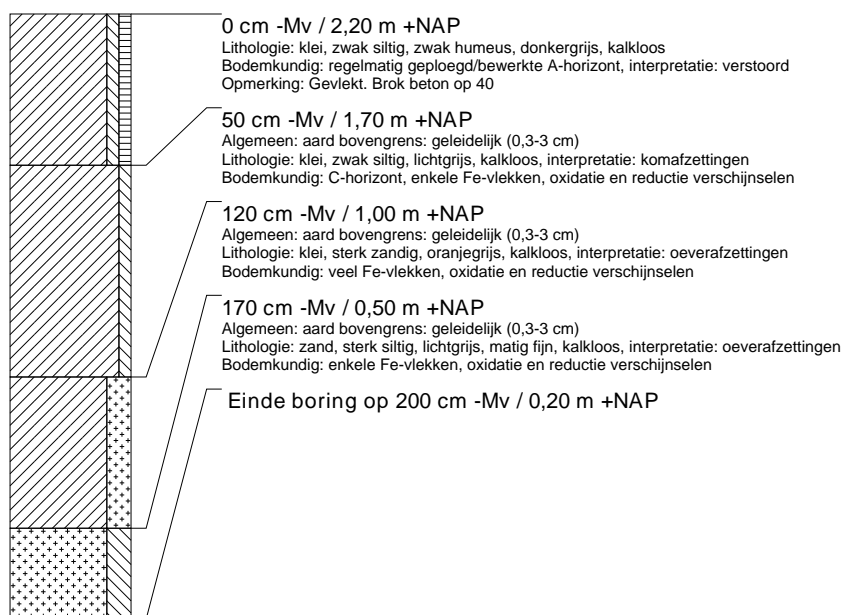 0 cm -Mv / 2,20 m +NAP
Lithologie: klei, zwak siltig, zwak humeus, donkergrijs, kalkloos
Bodemkundig: regelmatig geploegd/bewerkte A-horizont, interpretatie: verstoord
Opmerking: Gevlekt. Brok beton op 40
50 cm -Mv / 1,70 m +NAP
Algemeen: aard bovengrens: geleidelijk (0,3-3 cm)
Lithologie: klei, zwak siltig, lichtgrijs, kalkloos, interpretatie: komafzettingen
Bodemkundig: C-horizont, enkele Fe-vlekken, oxidatie en reductie verschijnselen
120 cm -Mv / 1,00 m +NAP
Algemeen: aard bovengrens: geleidelijk (0,3-3 cm)
Lithologie: klei, sterk zandig, oranjegrijs, kalkloos, interpretatie: oeverafzettingen
Bodemkundig: veel Fe-vlekken, oxidatie en reductie verschijnselen
170 cm -Mv / 0,50 m +NAP
Algemeen: aard bovengrens: geleidelijk (0,3-3 cm)
Lithologie: zand, sterk siltig, lichtgrijs, matig fijn, kalkloos, interpretatie: oeverafzettingen
Bodemkundig: enkele Fe-vlekken, oxidatie en reductie verschijnselen
Einde boring op 200 cm -Mv / 0,20 m +NAP